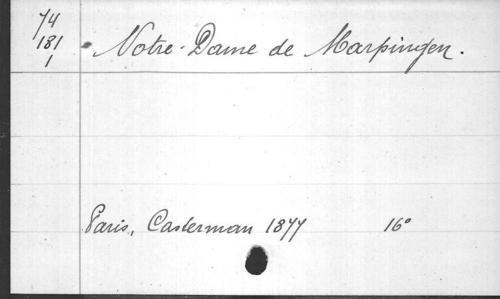 74
181
1
Notre-Dame de Marpingen.
Paris, Casterman 1877 16°